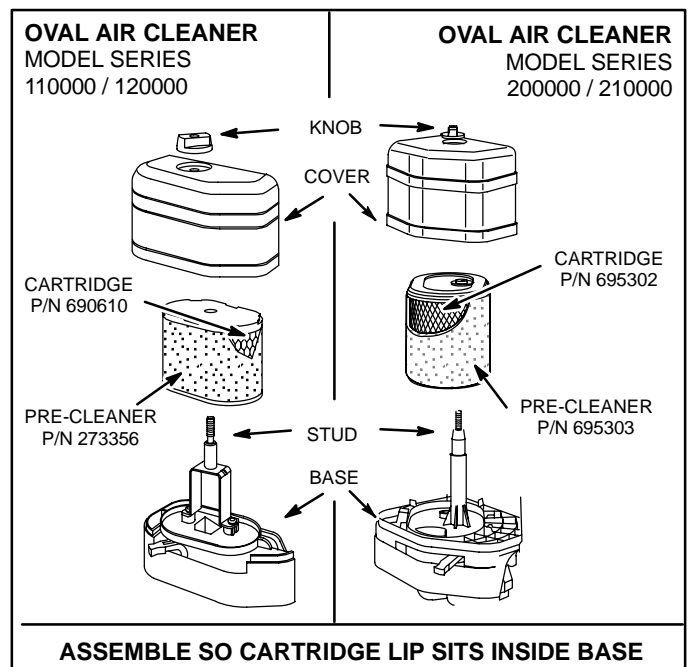 OVAL AIR CLEANER
MODEL SERIES
110000 / 120000
OVAL AIR CLEANER
MODEL SERIES
200000 / 210000
KNOB
COVER
CARTRIDGE
P/N 690610
CARTRIDGE
P/N 695302
PRE-CLEANER
P/N 273356
PRE-CLEANER
P/N 695303
STUD
BASE
ASSEMBLE SO CARTRIDGE LIP SITS INSIDE BASE